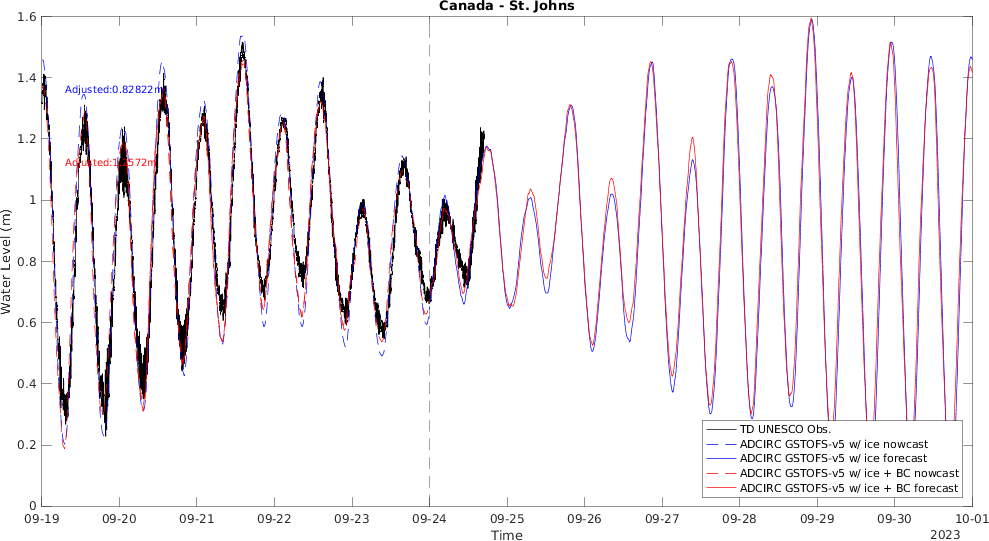 Canada - St. Johns
Water Level (m)
1.6
1.4
1.2
1
0.8
0.6
0.4
0.2
0
Adjusted:0.82822m
TD UNESCO Obs.
ADCIRC GSTOFS-v5 w/ ice nowcast
ADCIRC GSTOFS-v5 w/ ice forecast
ADCIRC GSTOFS-v5 w/ ice + BC nowcast
ADCIRC GSTOFS-v5 w/ ice + BC forecast
09-19 09-20 09-21 09-22 09-23 09-24 09-25 09-26 09-27 09-28 09-29 09-30 10-01
Time
2023